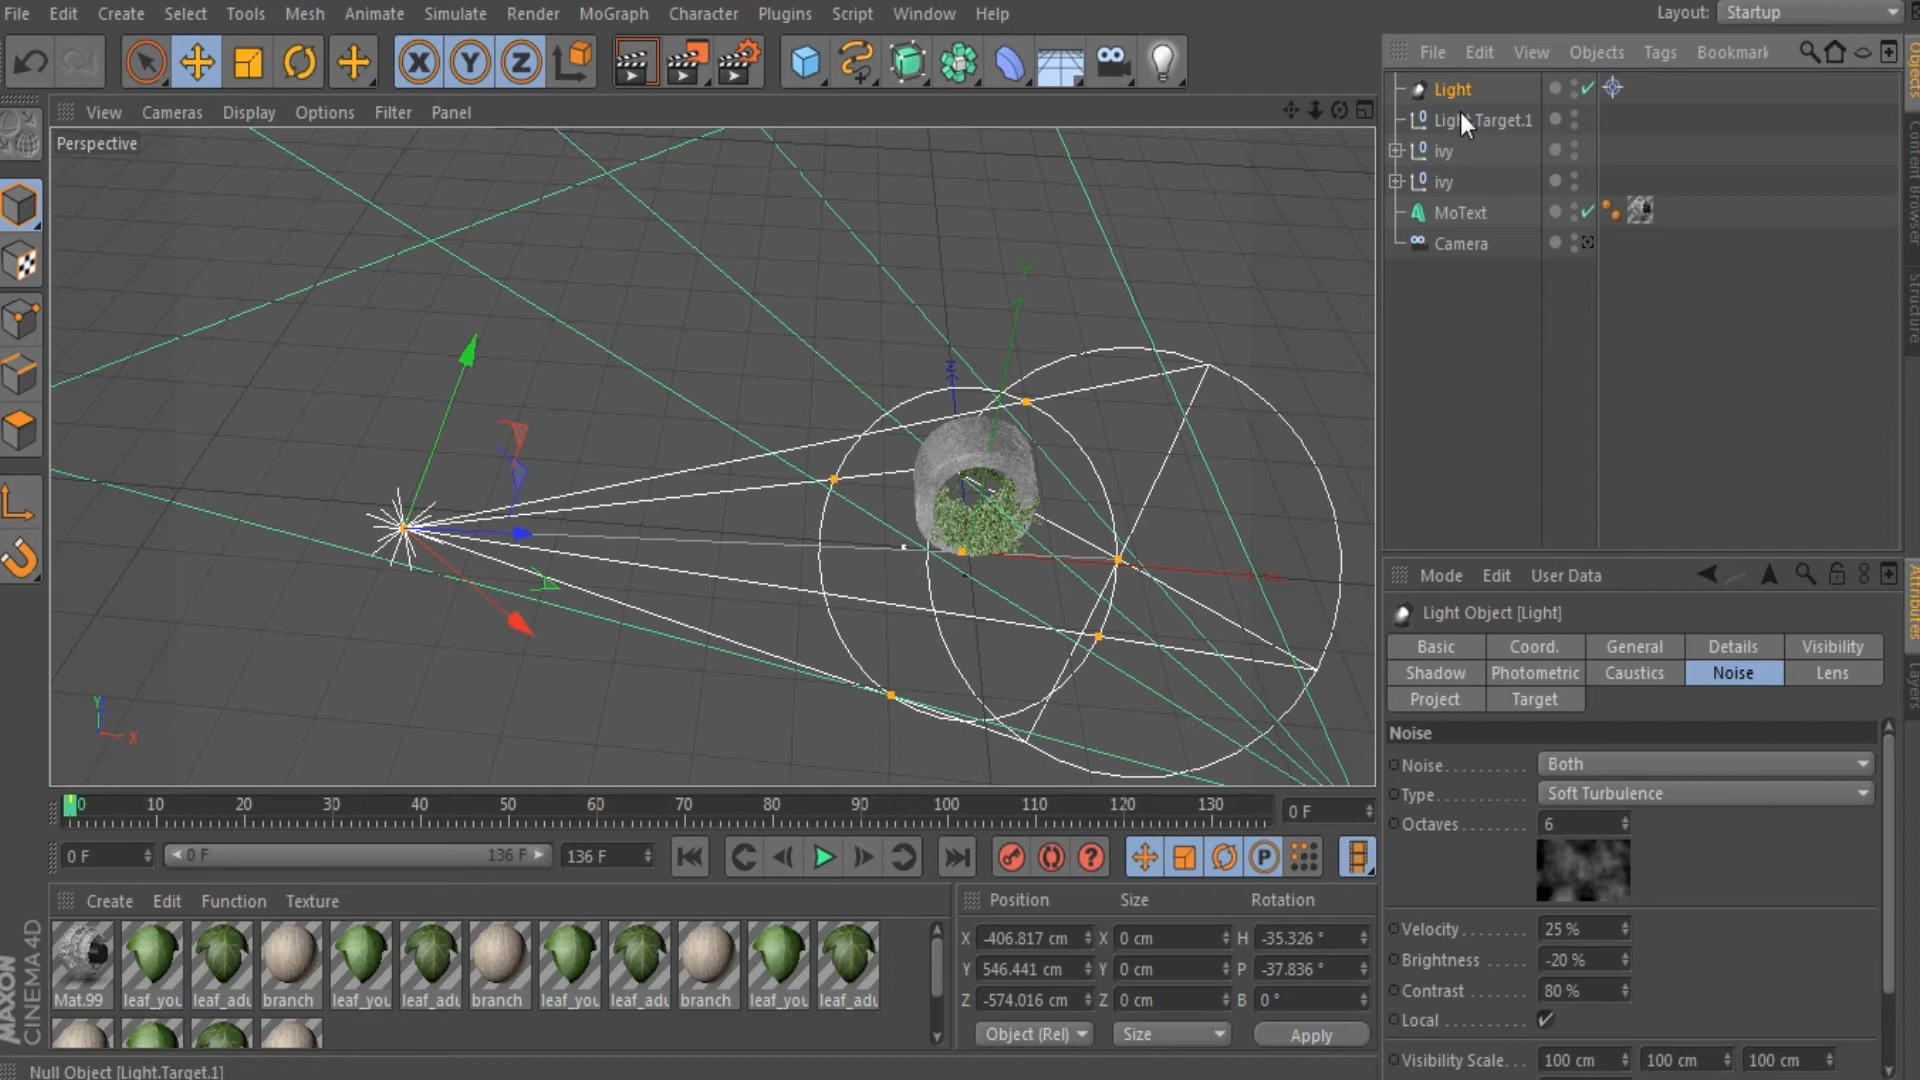 File Edit Create Select Tools Mesh Animate Simulate Render MoGraph Character Plugins Script Window Help
Layout: Startup
X Y Z
File Edit View Objects Tags Bookmark
View Cameras Display Options Filter Panel
Perspective
Light
Light.Target.1
ivy
ivy
MoText
Camera
Objects
Content Browser
Structure
Y
Z
X
Y
X
Mode Edit User Data
Light Object [Light]
Basic Coord. General Details Visibility
Shadow Photometric Caustics Noise Lens
Project Target
Attributes
Layers
Noise
Noise Both
Type Soft Turbulence
Octaves 6
Velocity 25 %
Brightness -20 %
Contrast 80 %
Local
Visibility Scale 100 cm 100 cm 100 cm
0 10 20 30 40 50 60 70 80 90 100 110 120 130 0 F
0 F 0 F 136 F 136 F
P
Create Edit Function Texture
Mat.99 leaf_you leaf_adu branch leaf_you leaf_adu branch leaf_you leaf_adu branch leaf_you leaf_adu
Position Size Rotation
X -406.817 cm X 0 cm H -35.326 °
Y 546.441 cm Y 0 cm P -37.836 °
Z -574.016 cm Z 0 cm B 0 °
Object (Rel) Size Apply
MAXON
CINEMA 4D
Null Object [Light.Target.1]